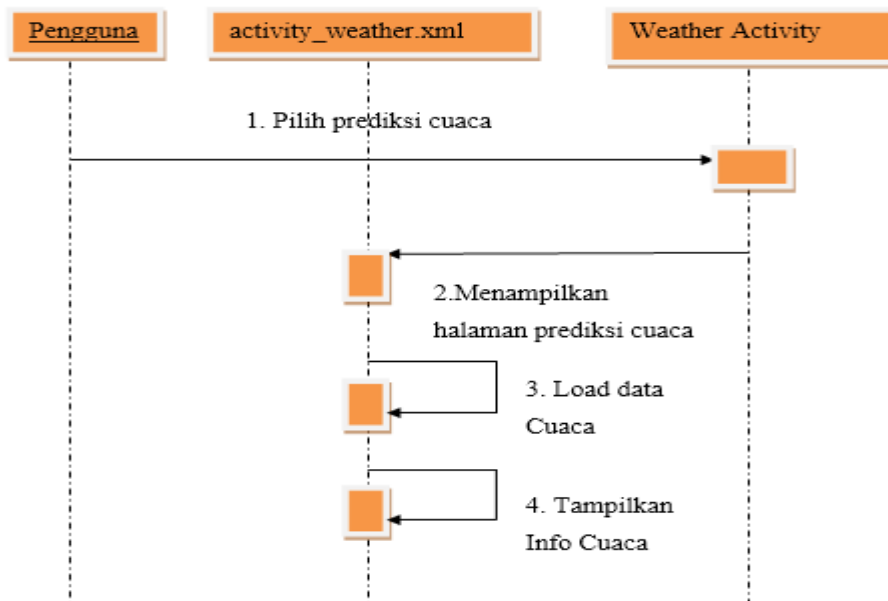 Pengguna
activity_weather.xml
Weather Activity
1. Pilih prediksi cuaca
2.Menampilkan
halaman prediksi cuaca
3. Load data
Cuaca
4. Tampilkan
Info Cuaca